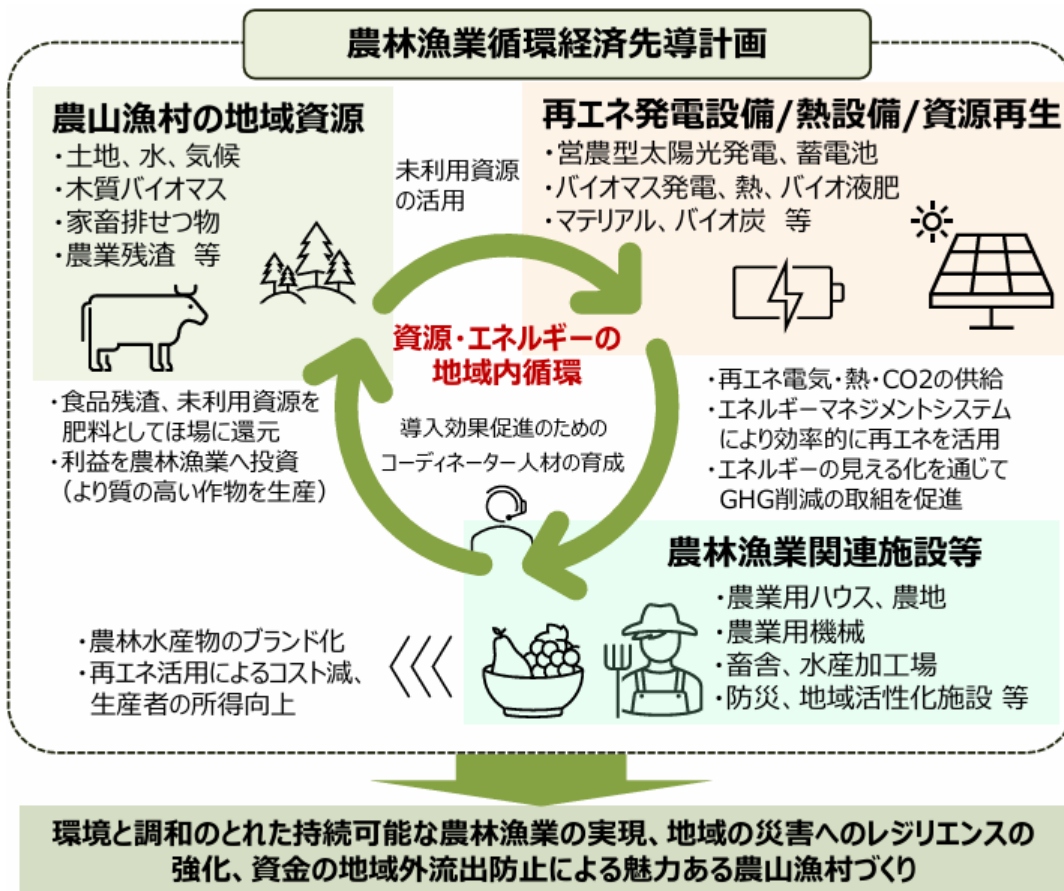 農林漁業循環経済先導計画
農山漁村の地域資源
・土地、水、気候
・木質バイオマス
・家畜排せつ物
・農業残渣 等
未利用資源
の活用
再エネ発電設備/熱設備/資源再生
・営農型太陽光発電、蓄電池
・バイオマス発電、熱、バイオ液肥
・マテリアル、バイオ炭 等
資源・エネルギーの
地域内循環
導入効果促進のための
コーディネーター人材の育成
・食品残渣、未利用資源を
肥料としてほ場に還元
・利益を農林漁業へ投資
（より質の高い作物を生産）
・再エネ電気・熱・CO2の供給
・エネルギーマネジメントシステム
により効率的に再エネを活用
・エネルギーの見える化を通じて
GHG削減の取組を促進
農林漁業関連施設等
・農業用ハウス、農地
・農業用機械
・畜舎、水産加工場
・防災、地域活性化施設 等
・農林水産物のブランド化
・再エネ活用によるコスト減、
生産者の所得向上
環境と調和のとれた持続可能な農林漁業の実現、地域の災害へのレジリエンスの
強化、資金の地域外流出防止による魅力ある農山漁村づくり